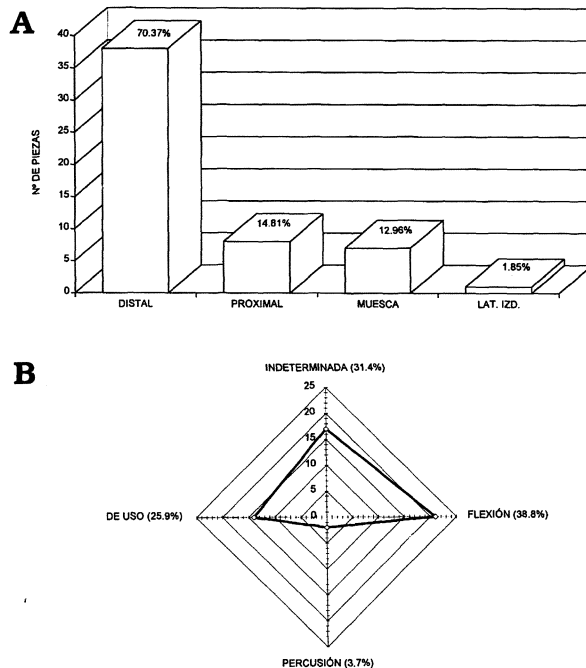 A
40
35
30
25
20
15
10
5
0
Nº DE PIEZAS
70.37%
14.81%
12.96%
1.85%
DISTAL PROXIMAL MUESCA LAT. IZD.
B
INDETERMINADA (31.4%)
25
20
15
10
5
0
DE USO (25.9%)
FLEXIÓN (38.8%)
PERCUSIÓN (3.7%)